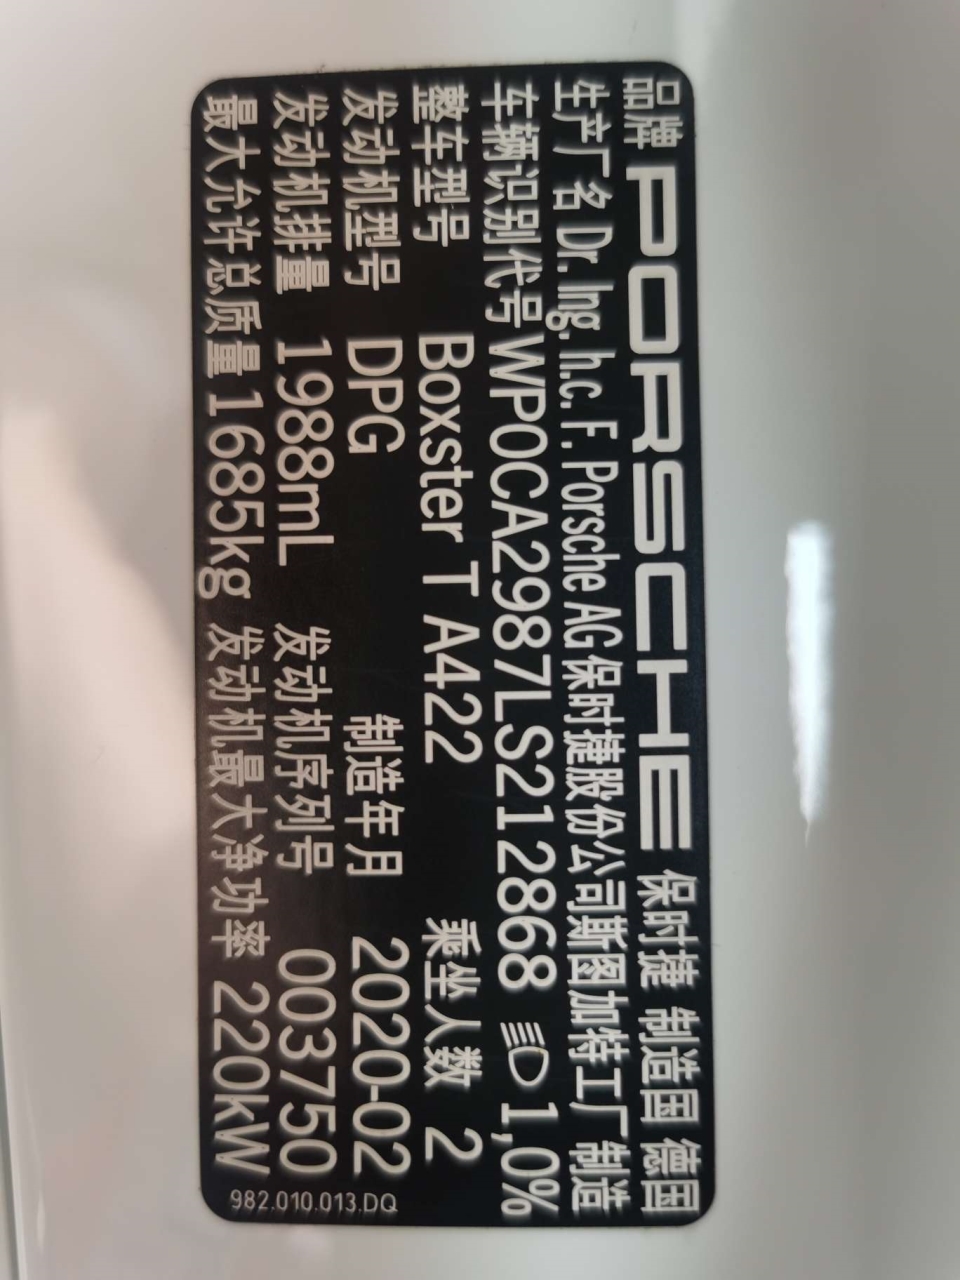 品牌 PORSCHE 保时捷 制造国 德国
生产厂名 Dr. Ing. h.c. F. Porsche AG 保时捷股份公司斯图加特工厂 制造
车辆识别代号 WP0CA2987LS212868 1,0%
整车型号 Boxster T A422 乘坐人数 2
发动机型号 DPG 制造年月 2020-02
发动机排量 1988mL 发动机序列号 003750
最大允许总质量 1685kg 发动机最大净功率 220kW
982.010.013.DQ